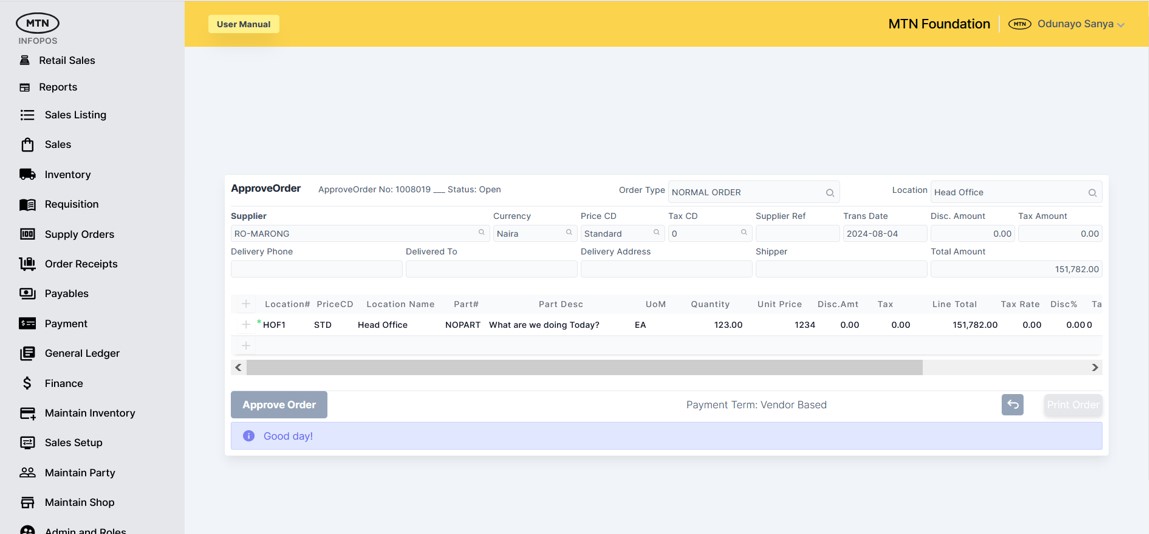 MTN
INFOPOS
Retail Sales
Reports
Sales Listing
Sales
Inventory
Requisition
Supply Orders
Order Receipts
Payables
Payment
General Ledger
Finance
Maintain Inventory
Sales Setup
Maintain Party
Maintain Shop
Admin and Roles
User Manual
MTN Foundation
MTN
Odunayo Sanya
ApproveOrder
ApproveOrder No: 1008019 ___ Status: Open
Order Type NORMAL ORDER
Location Head Office
Supplier Currency Price CD Tax CD Supplier Ref Trans Date Disc. Amount Tax Amount
RO-MARONG Naira Standard 0 2024-08-04 0.00 0.00
Delivery Phone Delivered To Delivery Address Shipper Total Amount
151,782.00
Location# PriceCD Location Name Part# Part Desc UoM Quantity Unit Price Disc.Amt Tax Line Total Tax Rate Disc% Ta
* HOF1 STD Head Office NOPART What are we doing Today? EA 123.00 1234 0.00 0.00 151,782.00 0.00 0.00 0
Approve Order
Payment Term: Vendor Based
Print Order
Good day!